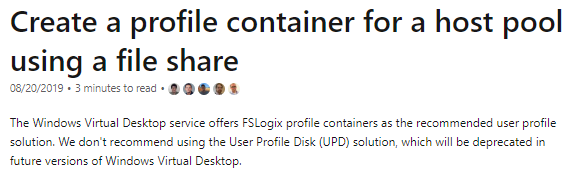 Create a profile container for a host pool
using a file share
08/20/2019 • 3 minutes to read •
The Windows Virtual Desktop service offers FSLogix profile containers as the recommended user profile
solution. We don't recommend using the User Profile Disk (UPD) solution, which will be deprecated in
future versions of Windows Virtual Desktop.